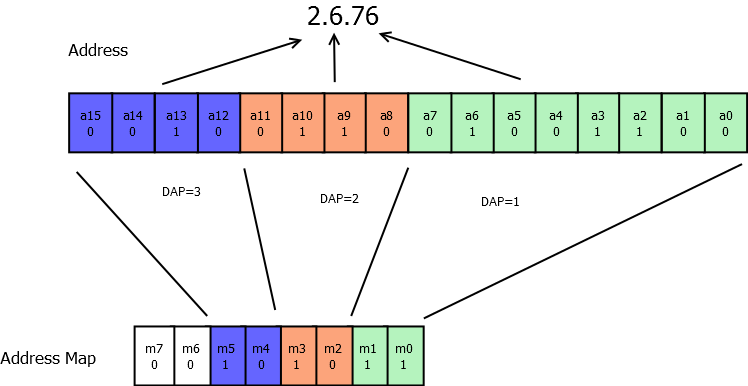 2.6.76
Address
a15 a14 a13 a12 a11 a10 a9 a8 a7 a6 a5 a4 a3 a2 a1 a0
0 0 1 0 0 1 1 0 0 1 0 0 1 1 0 0
DAP=3 DAP=2 DAP=1
Address Map
m7 m6 m5 m4 m3 m2 m1 m0
0 0 1 1 1 0 1 1